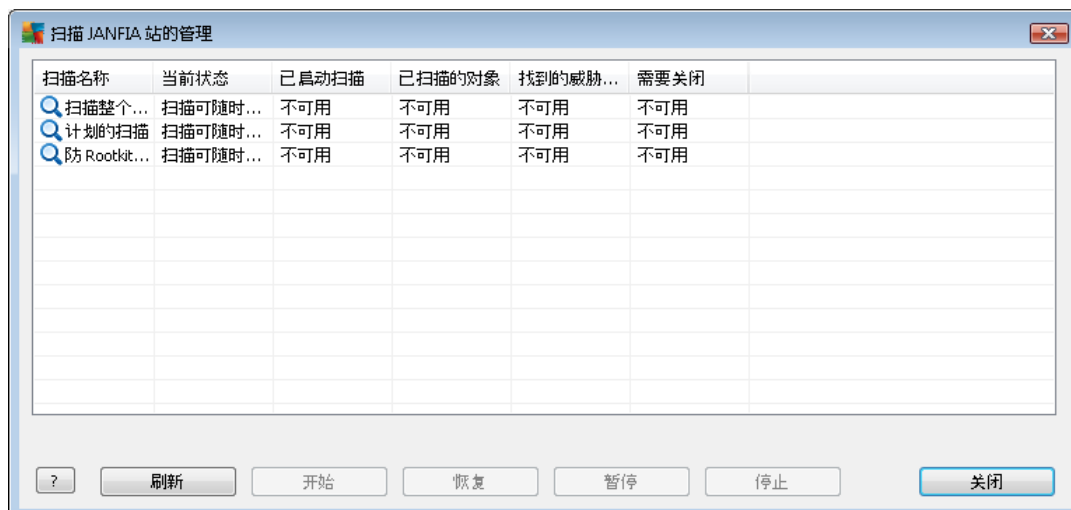 扫描 JANFIA 站的管理
扫描名称 当前状态 已启动扫描 已扫描的对象 找到的威胁... 需要关闭
扫描整个... 扫描可随时... 不可用 不可用 不可用 不可用
计划的扫描 扫描可随时... 不可用 不可用 不可用 不可用
防 Rootkit... 扫描可随时... 不可用 不可用 不可用 不可用
? 刷新 开始 恢复 暂停 停止 关闭